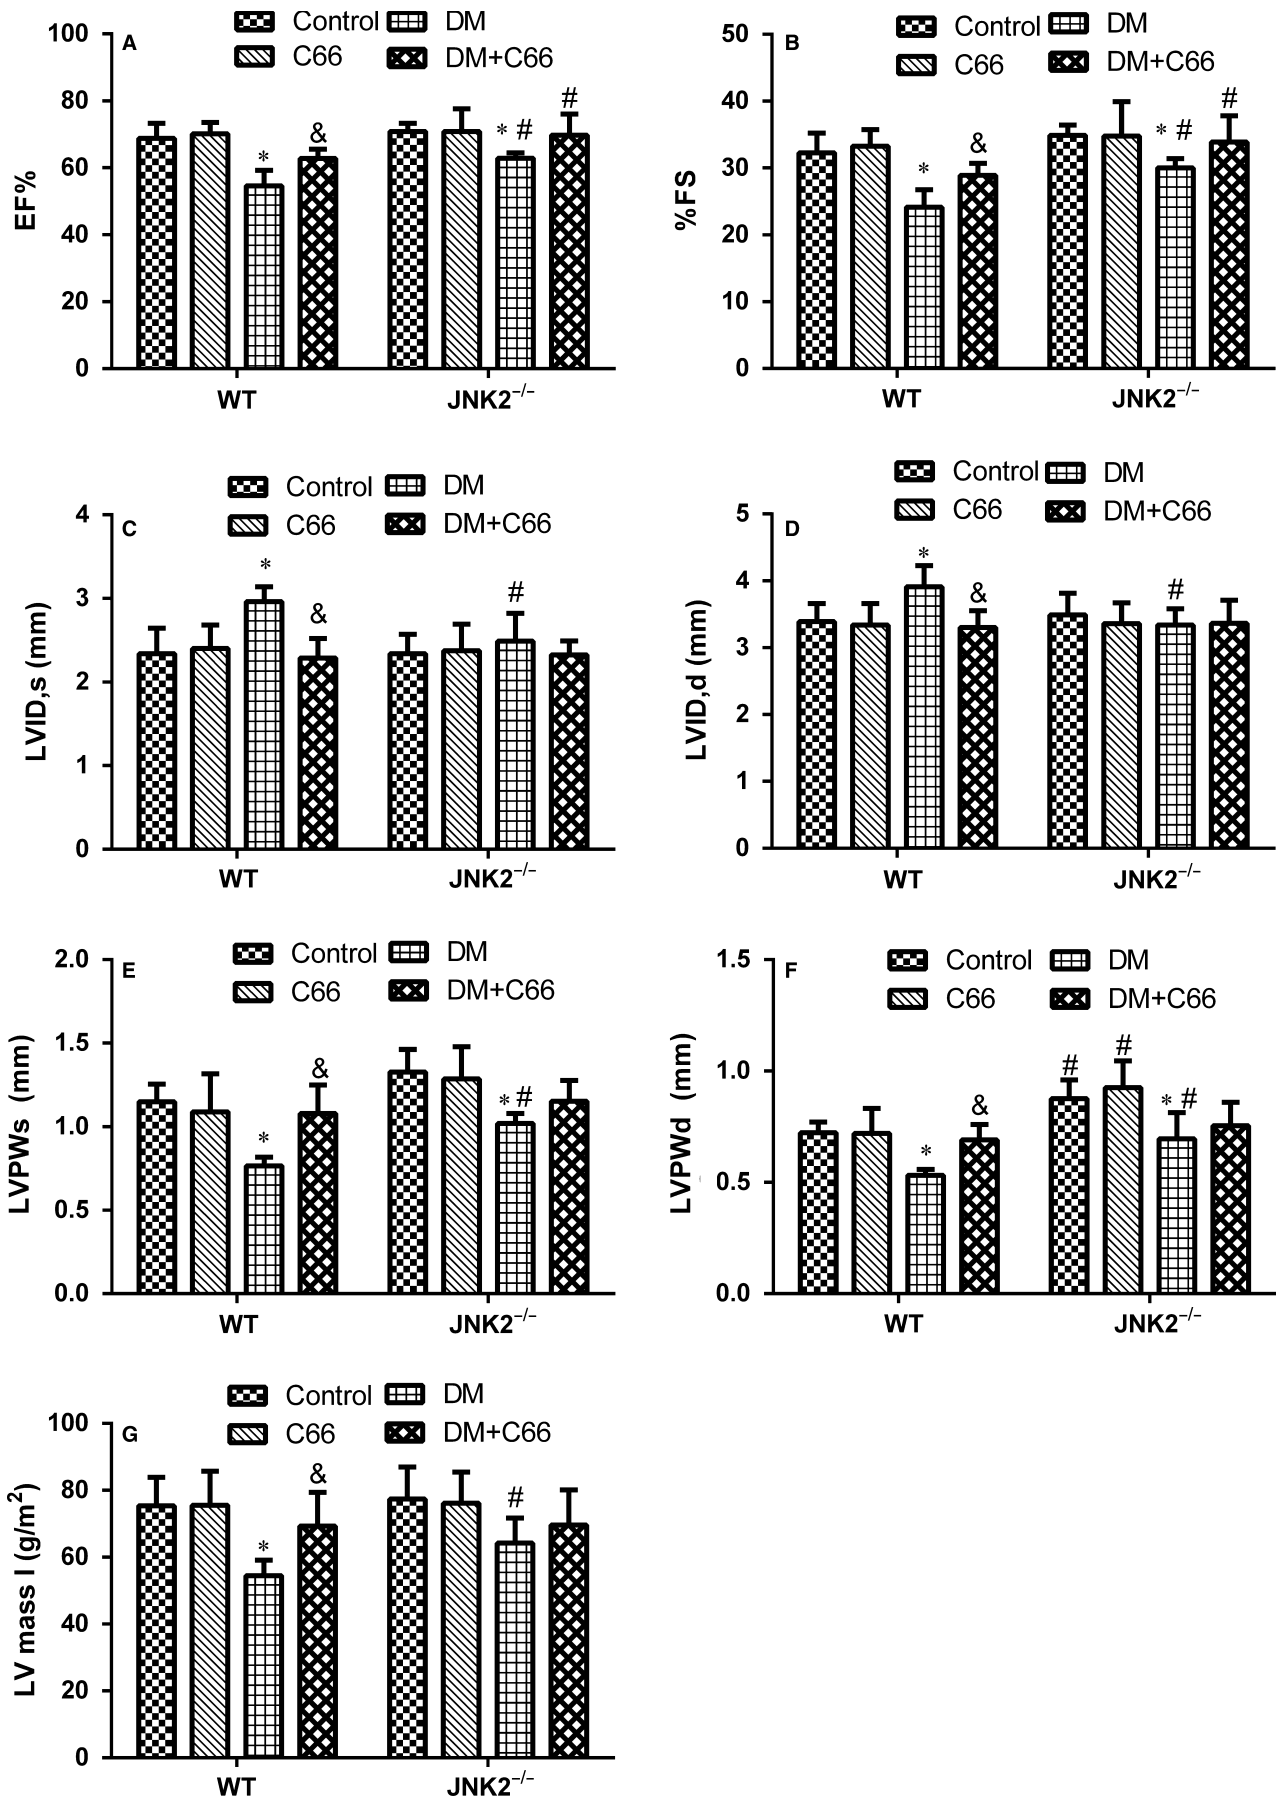 A
Control DM
C66 DM+C66
100
80
60
40
20
0
EF%
*
&
* #
#
WT JNK2−/−
B
Control DM
C66 DM+C66
50
40
30
20
10
0
%FS
*
&
* #
#
WT JNK2−/−
C
Control DM
C66 DM+C66
4
3
2
1
0
LVID,s (mm)
*
&
#
WT JNK2−/−
D
Control DM
C66 DM+C66
5
4
3
2
1
0
LVID,d (mm)
*
&
#
WT JNK2−/−
E
Control DM
C66 DM+C66
2.0
1.5
1.0
0.5
0.0
LVPWs (mm)
*
&
* #
WT JNK2−/−
F
Control DM
C66 DM+C66
1.5
1.0
0.5
0.0
LVPWd (mm)
*
&
#
#
* #
WT JNK2−/−
G
Control DM
C66 DM+C66
100
80
60
40
20
0
LV mass I (g/m2)
*
&
#
WT JNK2−/−